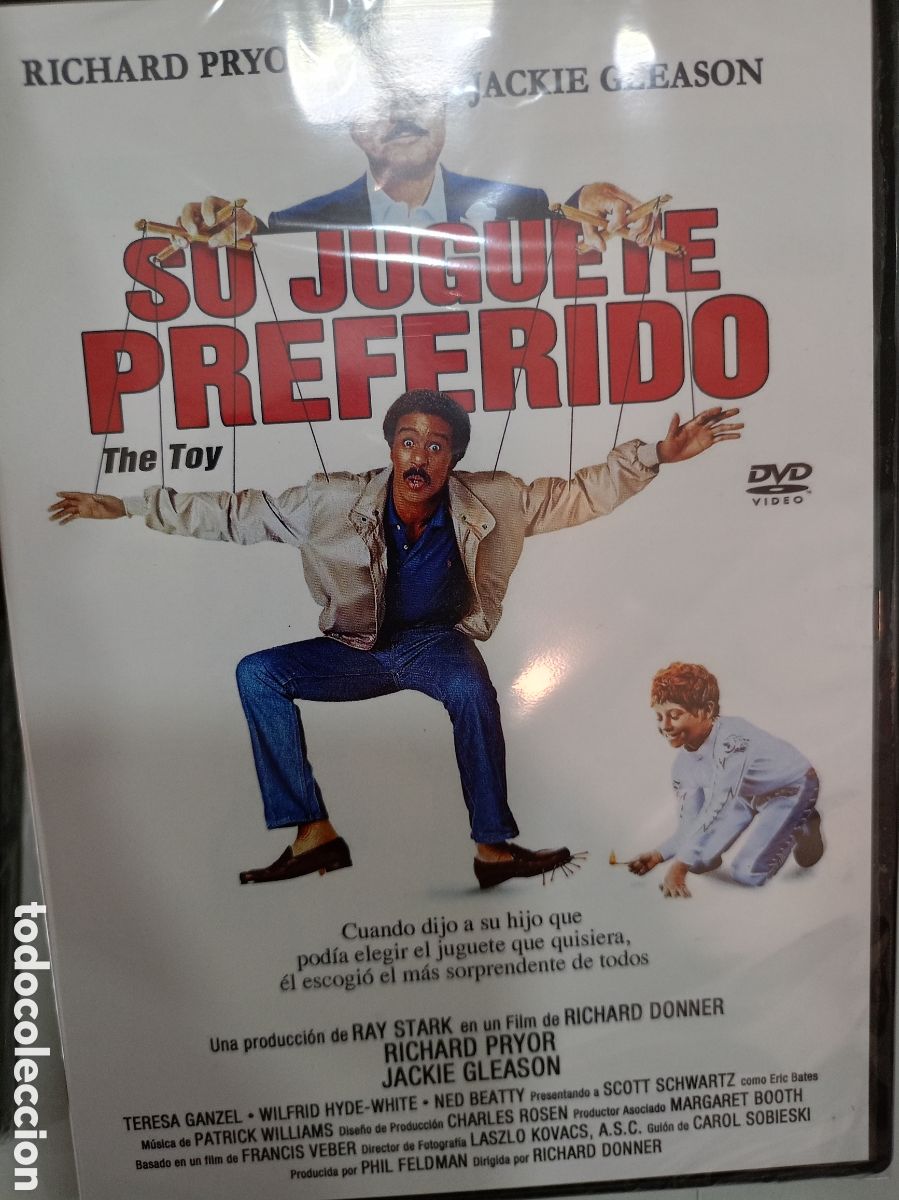 RICHARD PRYO
JACKIE GLEASON
SU JUGUETE
PREFERIDO
The Toy
DVD
VIDEO
Cuando dijo a su hijo que
podía elegir el juguete que quisiera,
él escogió el más sorprendente de todos
Una producción de RAY STARK en un Film de RICHARD DONNER
RICHARD PRYOR
JACKIE GLEASON
TERESA GANZEL · WILFRID HYDE-WHITE · NED BEATTY Presentando a SCOTT SCHWARTZ como Eric Bates
Música de PATRICK WILLIAMS Diseño de Producción CHARLES ROSEN Productor Asociado MARGARET BOOTH
Basado en un film de FRANCIS VEBER Director de Fotografía LASZLO KOVACS, A.S.C. Guión de CAROL SOBIESKI
Producida por PHIL FELDMAN Dirigida por RICHARD DONNER
todocoleccion